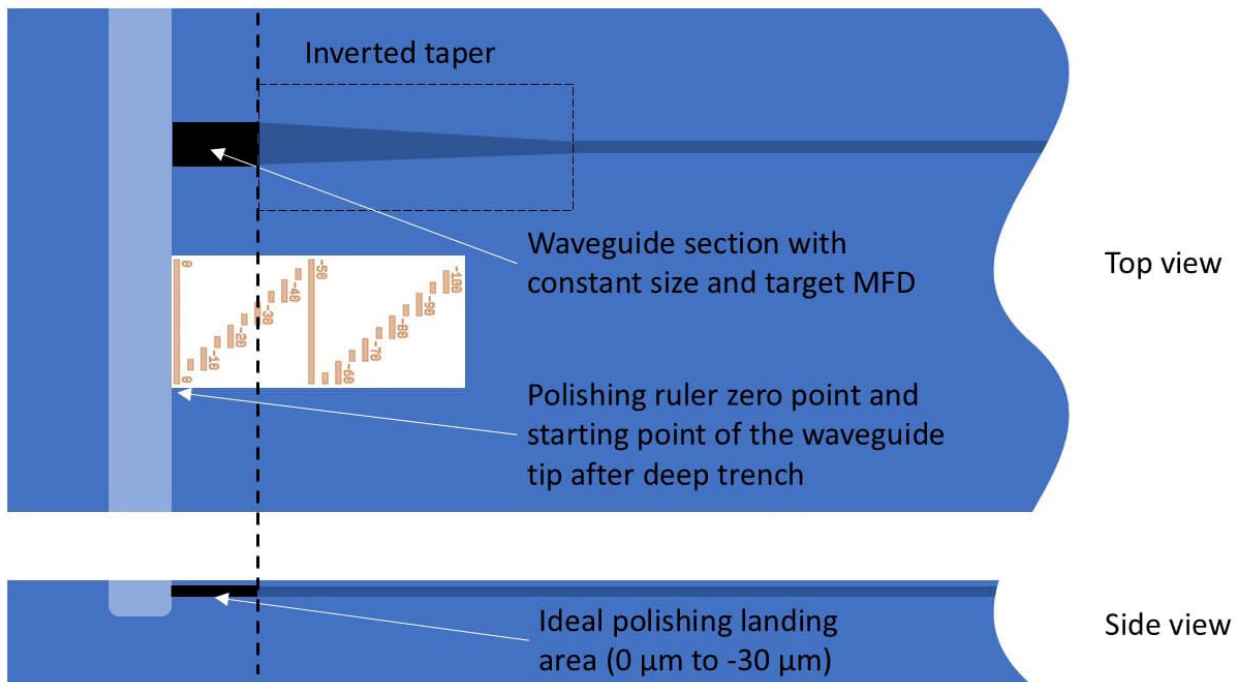 Inverted taper
Waveguide section with
constant size and target MFD
Top view
0
-10
-20
-30
-40
-50
-60
-70
-80
-90
-100
0
Polishing ruler zero point and
starting point of the waveguide
tip after deep trench
Ideal polishing landing
area (0 μm to -30 μm)
Side view